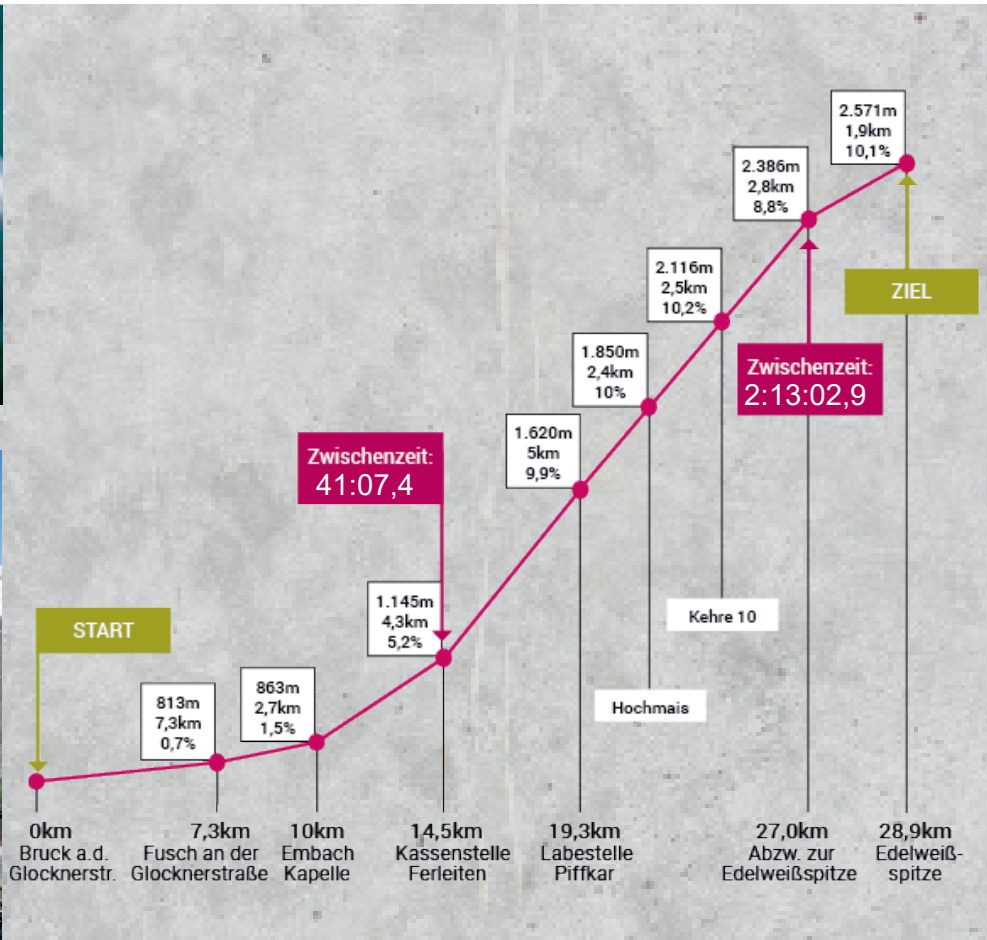 2.571m
1,9km
10,1%
2.386m
2,8km
8,8%
ZIEL
2.116m
2,5km
10,2%
1.850m
2,4km
10%
Zwischenzeit:
2:13:02,9
1.620m
5km
9,9%
Zwischenzeit:
41:07,4
1.145m
4,3km
5,2%
Kehre 10
START
813m
7,3km
0,7%
863m
2,7km
1,5%
Hochmais
0km
Bruck a.d.
Glocknerstr.
7,3km
Fusch an der
Glocknerstraße
10km
Embach
Kapelle
14,5km
Kassenstelle
Ferleiten
19,3km
Labestelle
Piffkar
27,0km
Abzw. zur
Edelweißspitze
28,9km
Edelweiß-
spitze